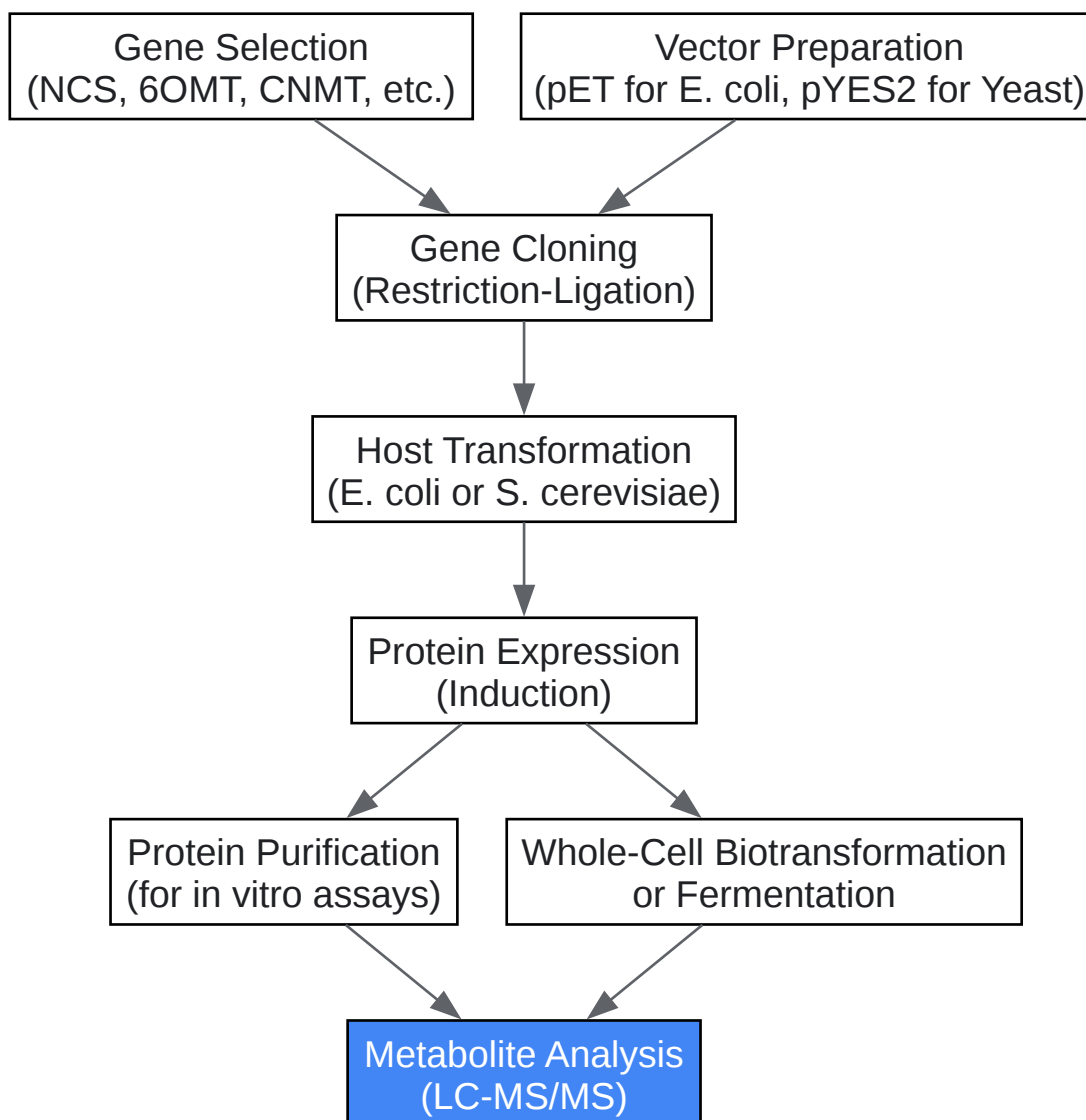 Gene Selection
(NCS, 6OMT, CNMT, etc.)
Vector Preparation
(pET for E. coli, pYES2 for Yeast)
Gene Cloning
(Restriction-Ligation)
Host Transformation
(E. coli or S. cerevisiae)
Protein Expression
(Induction)
Protein Purification
(for in vitro assays)
Whole-Cell Biotransformation
or Fermentation
Metabolite Analysis
(LC-MS/MS)